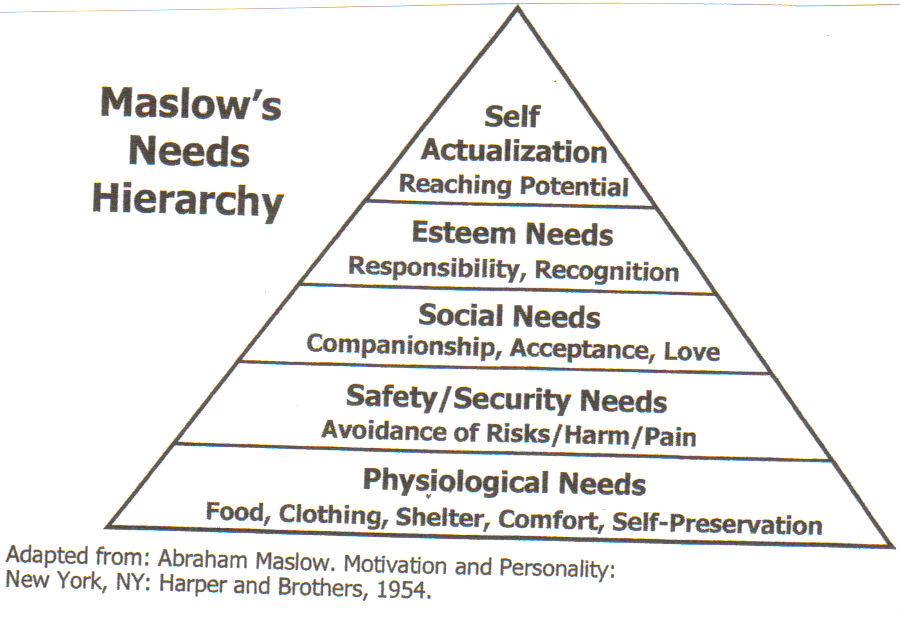 Maslow's
Needs
Hierarchy
Self
Actualization
Reaching Potential
Esteem Needs
Responsibility, Recognition
Social Needs
Companionship, Acceptance, Love
Safety/Security Needs
Avoidance of Risks/Harm/Pain
Physiological Needs
Food, Clothing, Shelter, Comfort, Self-Preservation
Adapted from: Abraham Maslow. Motivation and Personality:
New York, NY: Harper and Brothers, 1954.